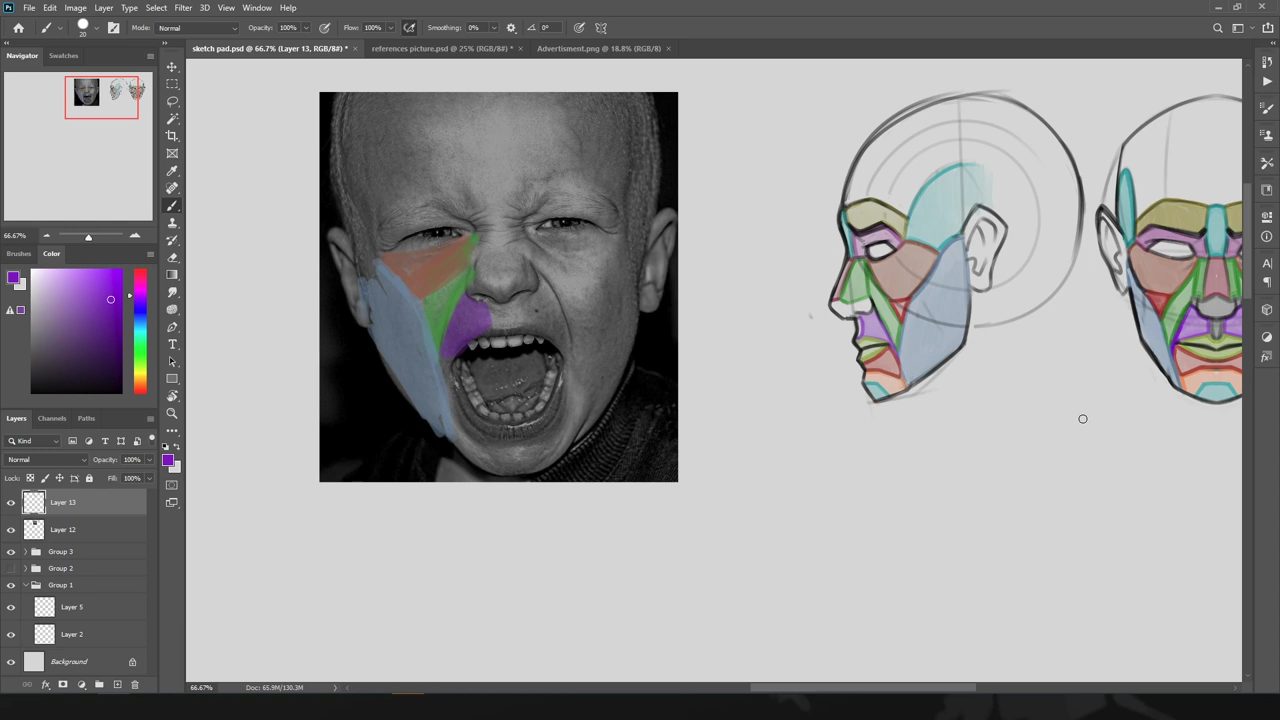 Ps File Edit Image Layer Type Select Filter 3D View Window Help
20 Mode: Normal Opacity: 100% Flow: 100% Smoothing: 0% 0°
sketch pad.psd @ 66.7% (Layer 13, RGB/8#) * × references picture.psd @ 25% (RGB/8#) * × Advertisment.png @ 18.8% (RGB/8) ×
Navigator Swatches
66.67%
Brushes Color
Layers Channels Paths
Kind
Normal Opacity: 100%
Lock: Fill: 100%
Layer 13
Layer 12
Group 3
Group 2
Group 1
Layer 5
Layer 2
Background
fx
66.67% Doc: 65.9M/130.3M